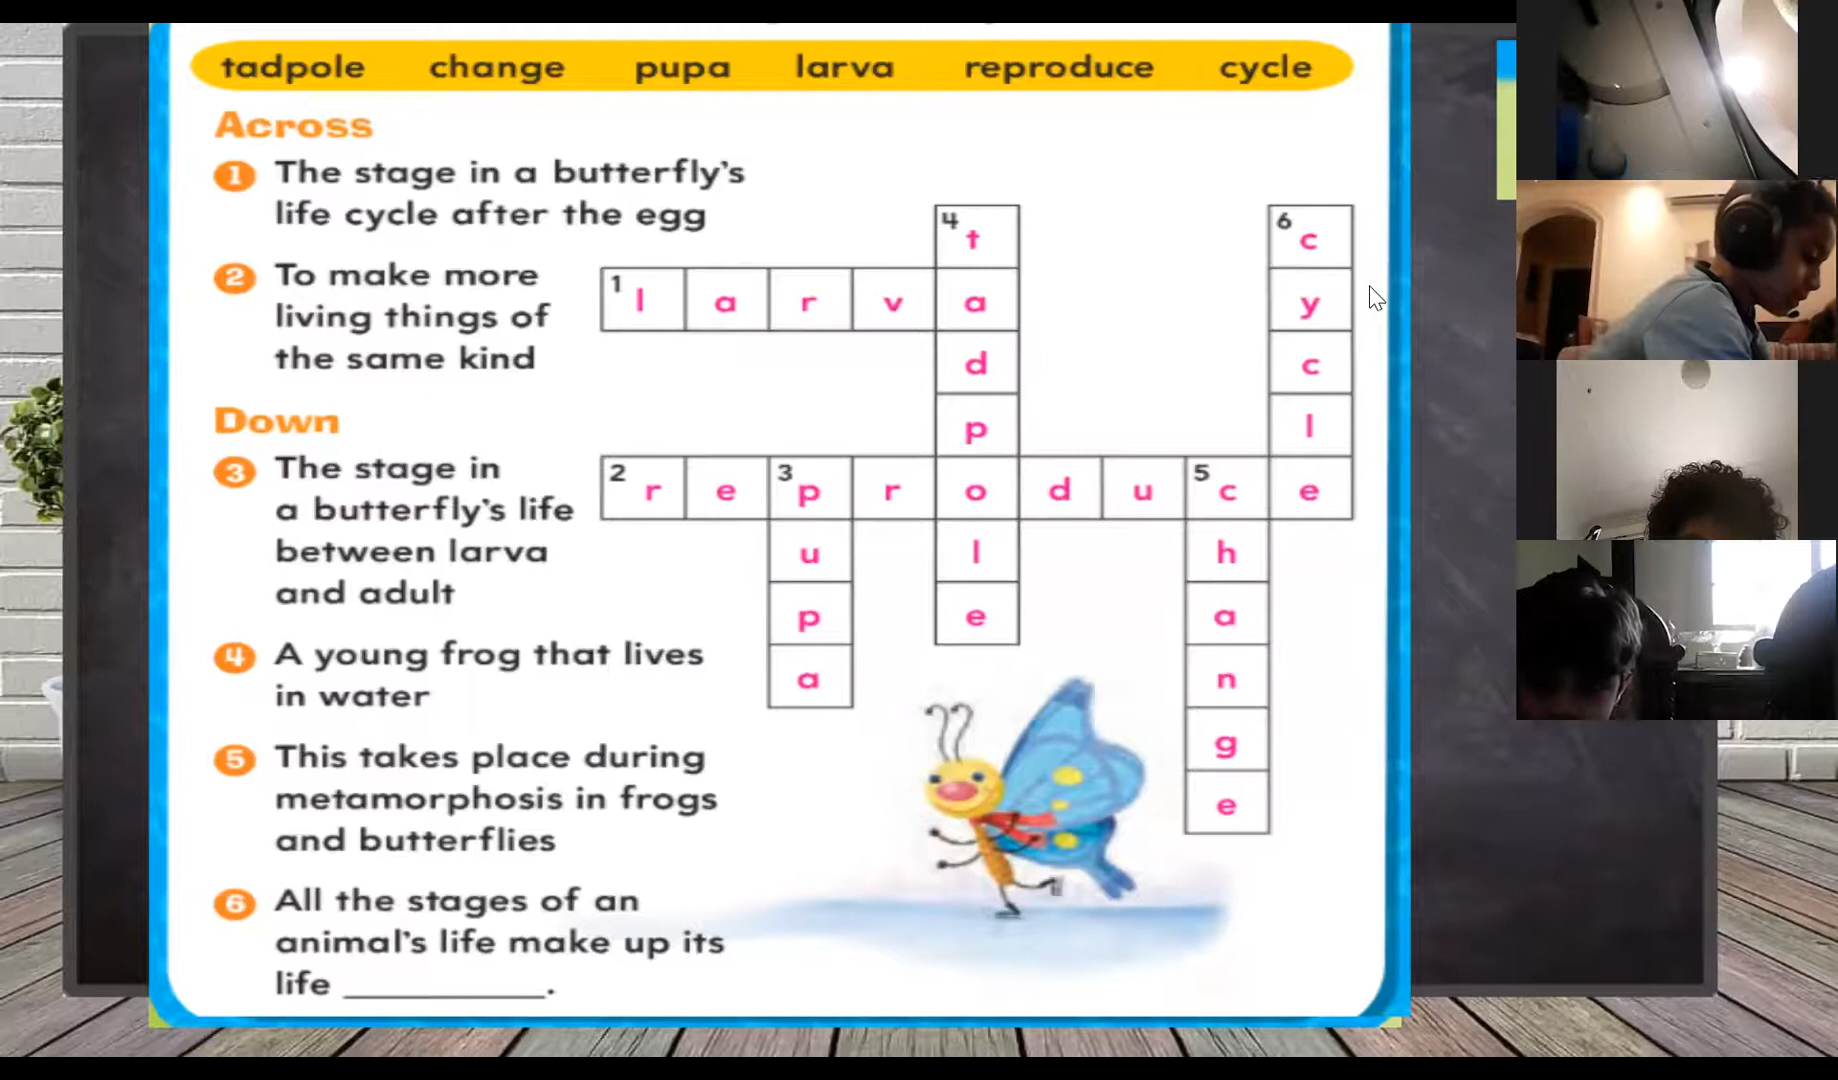 tadpole change pupa larva reproduce cycle
Across
1 The stage in a butterfly's
life cycle after the egg
2 To make more
living things of
the same kind
Down
3 The stage in
a butterfly's life
between larva
and adult
4 A young frog that lives
in water
5 This takes place during
metamorphosis in frogs
and butterflies
6 All the stages of an
animal's life make up its
life __________.
4 t 6 c
1 l a r v a y
d c
p l
2 r e 3 p r o d u 5 c e
u l h
p e a
a n
g
e